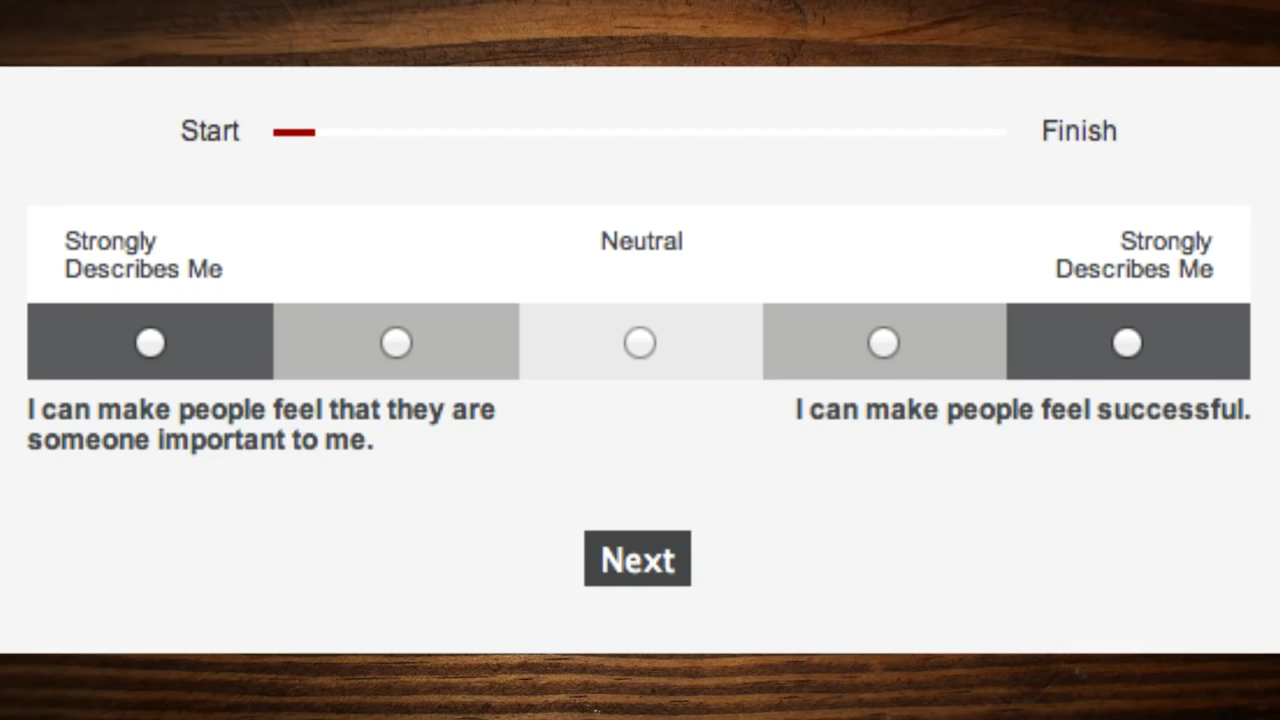 Start Finish
Strongly Neutral Strongly
Describes Me Describes Me
I can make people feel that they are I can make people feel successful.
someone important to me.
Next